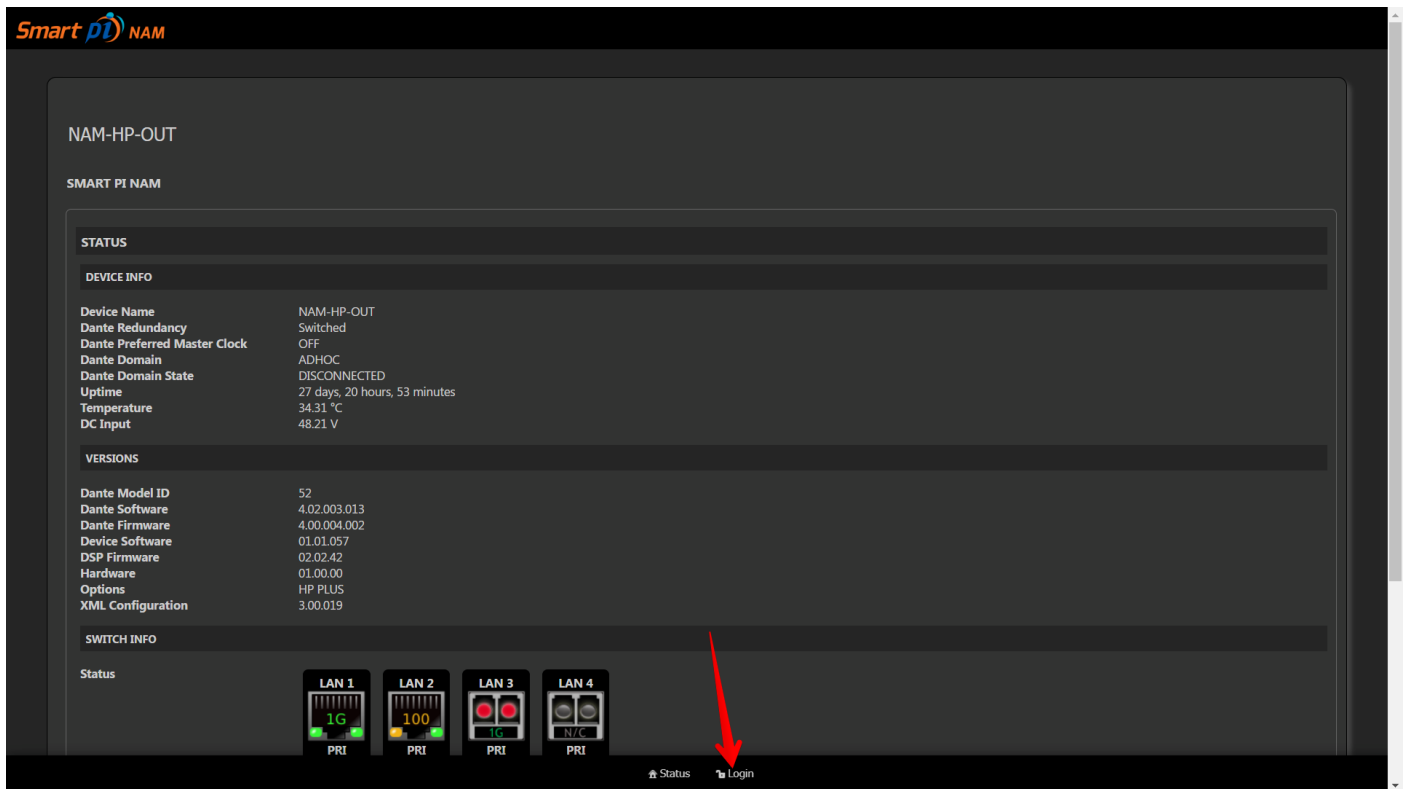 Smart pi NAM
NAM-HP-OUT
SMART PI NAM
STATUS
DEVICE INFO
Device Name NAM-HP-OUT
Dante Redundancy Switched
Dante Preferred Master Clock OFF
Dante Domain ADHOC
Dante Domain State DISCONNECTED
Uptime 27 days, 20 hours, 53 minutes
Temperature 34.31 °C
DC Input 48.21 V
VERSIONS
Dante Model ID 52
Dante Software 4.02.003.013
Dante Firmware 4.00.004.002
Device Software 01.01.057
DSP Firmware 02.02.42
Hardware 01.00.00
Options HP PLUS
XML Configuration 3.00.019
SWITCH INFO
Status
LAN 1 LAN 2 LAN 3 LAN 4
1G 100 1G N/C
PRI PRI PRI PRI
Status Login